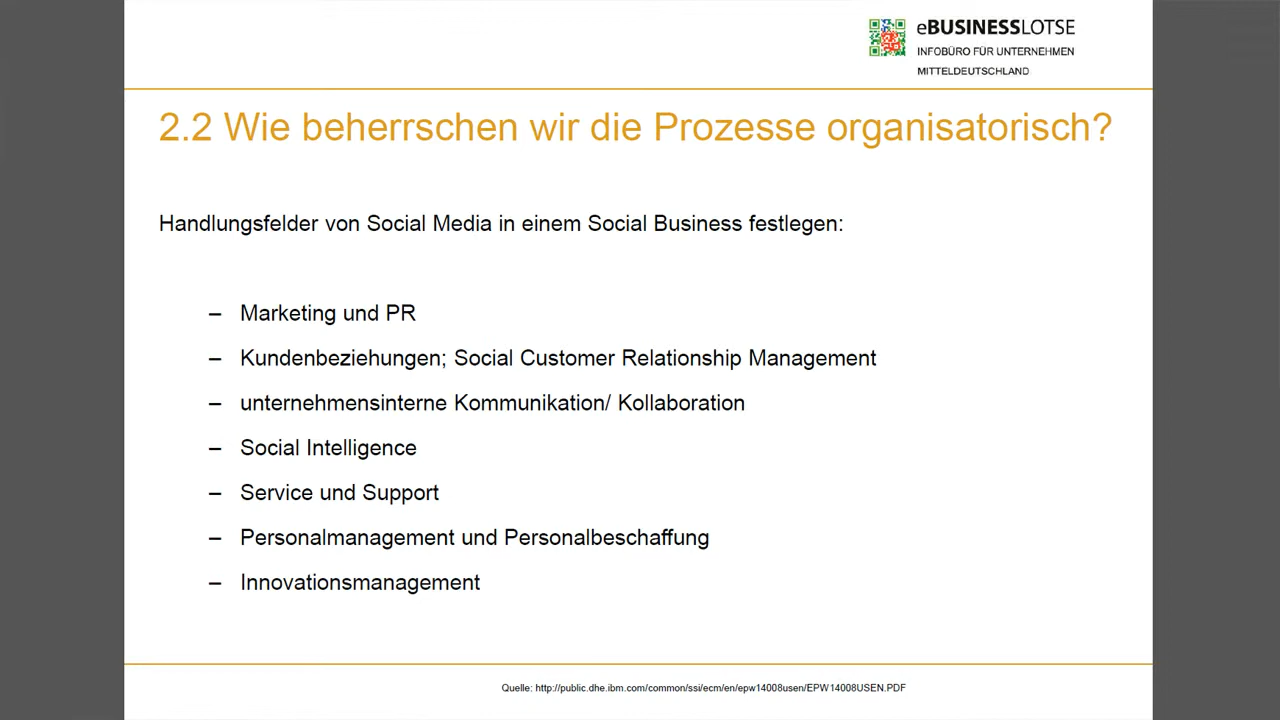 eBUSINESSLOTSE
INFOBÜRO FÜR UNTERNEHMEN
MITTELDEUTSCHLAND
2.2 Wie beherrschen wir die Prozesse organisatorisch?
Handlungsfelder von Social Media in einem Social Business festlegen:
– Marketing und PR
– Kundenbeziehungen; Social Customer Relationship Management
– unternehmensinterne Kommunikation/ Kollaboration
– Social Intelligence
– Service und Support
– Personalmanagement und Personalbeschaffung
– Innovationsmanagement
Quelle: http://public.dhe.ibm.com/common/ssi/ecm/en/epw14008usen/EPW14008USEN.PDF